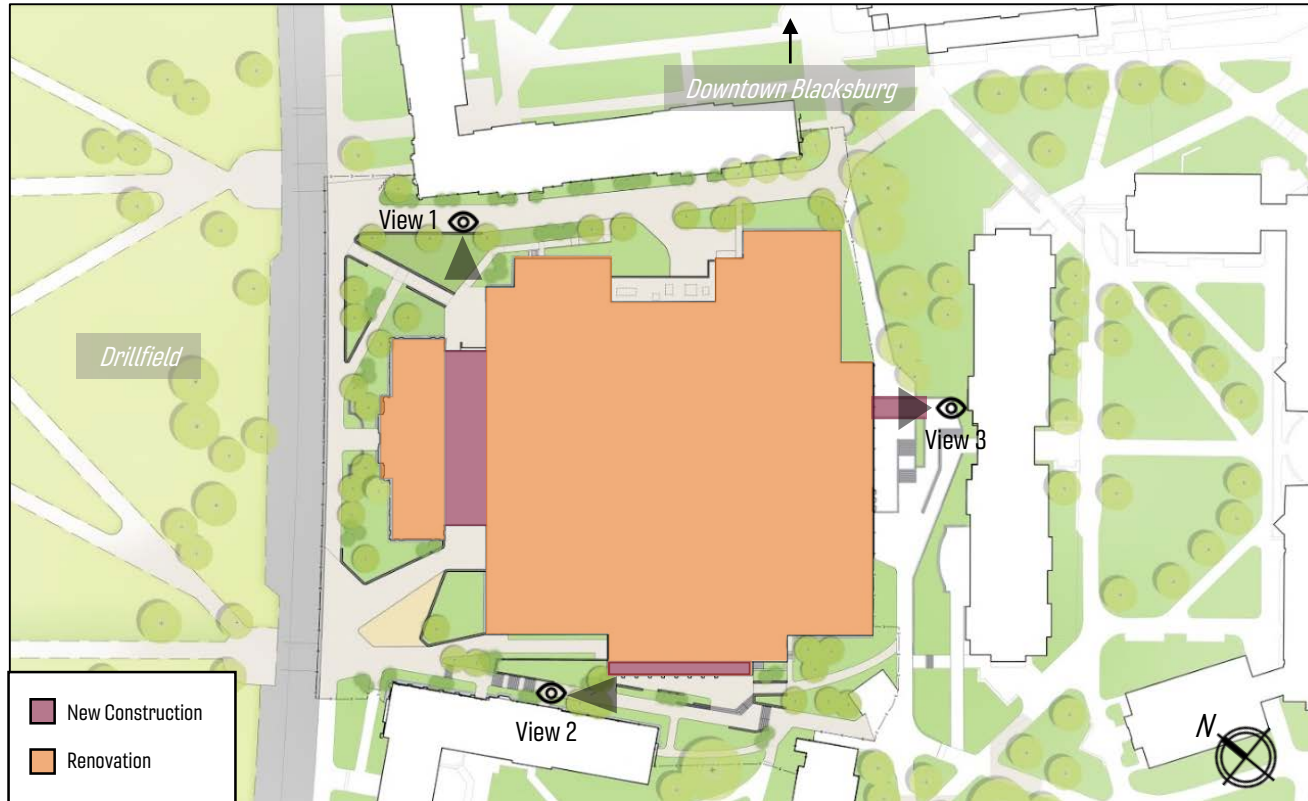 Downtown Blacksburg
View 1
Drillfield
View 3
View 2
New Construction
Renovation
N